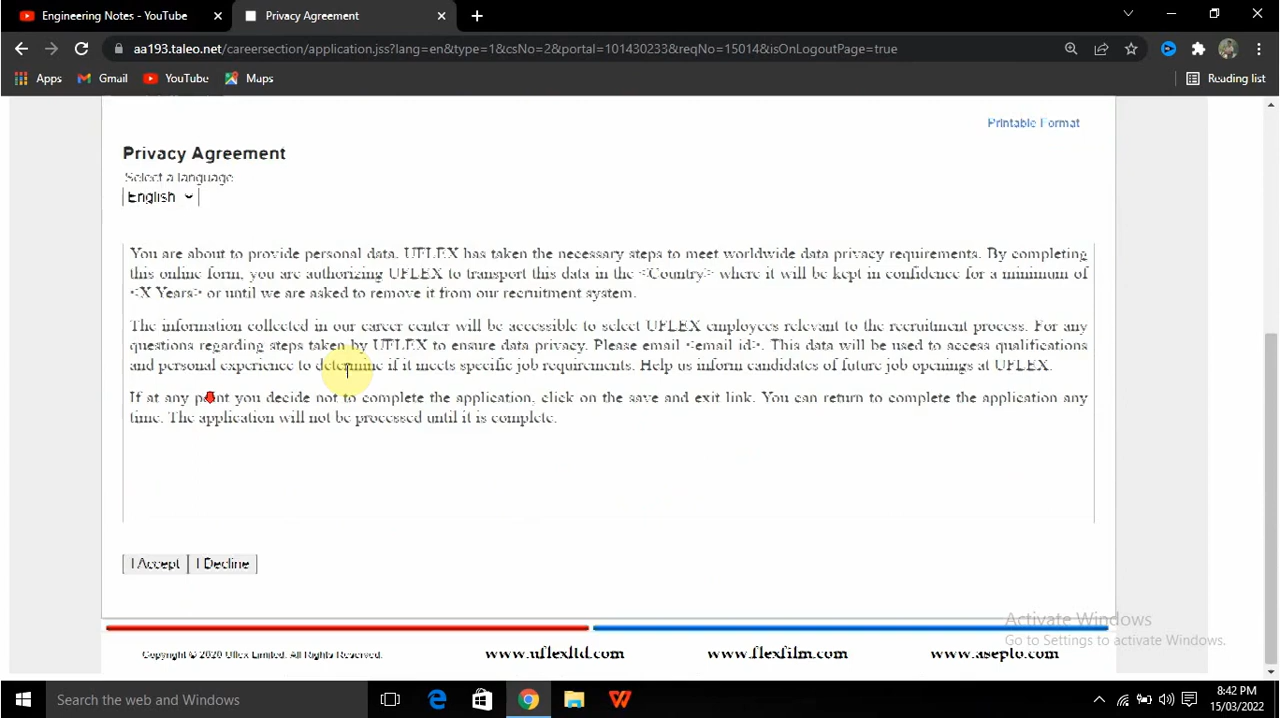 Engineering Notes - YouTube
Privacy Agreement
aa193.taleo.net/careersection/application.jss?lang=en&type=1&csNo=2&portal=101430233&reqNo=15014&isOnLogoutPage=true
Apps Gmail YouTube Maps Reading list
Printable Format
Privacy Agreement
Select a language:
English
You are about to provide personal data. UFLEX has taken the necessary steps to meet worldwide data privacy requirements. By completing
this online form, you are authorizing UFLEX to transport this data in the <Country> where it will be kept in confidence for a minimum of
<X Years> or until we are asked to remove it from our recruitment system.
The information collected in our career center will be accessible to select UFLEX employees relevant to the recruitment process. For any
questions regarding steps taken by UFLEX to ensure data privacy. Please email <email id>. This data will be used to access qualifications
and personal experience to determine if it meets specific job requirements. Help us inform candidates of future job openings at UFLEX.
If at any point you decide not to complete the application, click on the save and exit link. You can return to complete the application any
time. The application will not be processed until it is complete.
I Accept I Decline
Activate Windows
Go to Settings to activate Windows.
Copyright © 2020 Uflex Limited. All Rights Reserved. www.uflexltd.com www.flexfilm.com www.asepto.com
Search the web and Windows
8:42 PM
15/03/2022